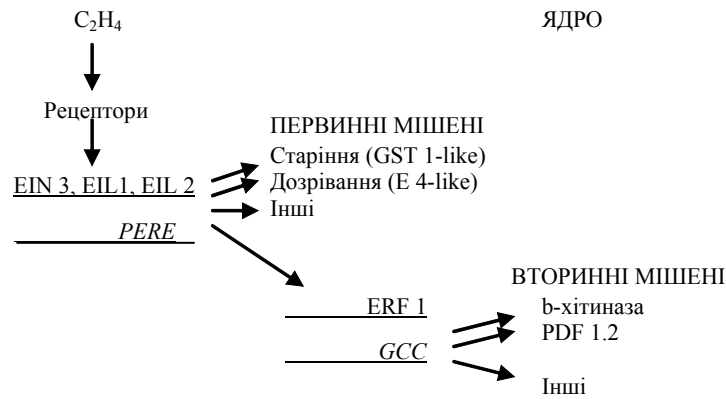 C₂H₄ ЯДРО
Рецептори
ПЕРВИННІ МІШЕНІ
Старіння (GST 1-like)
EIN 3, EIL1, EIL 2 Дозрівання (E 4-like)
Інші
PERE
ВТОРИННІ МІШЕНІ
ERF 1 b-хітиназа
PDF 1.2
GCC
Інші